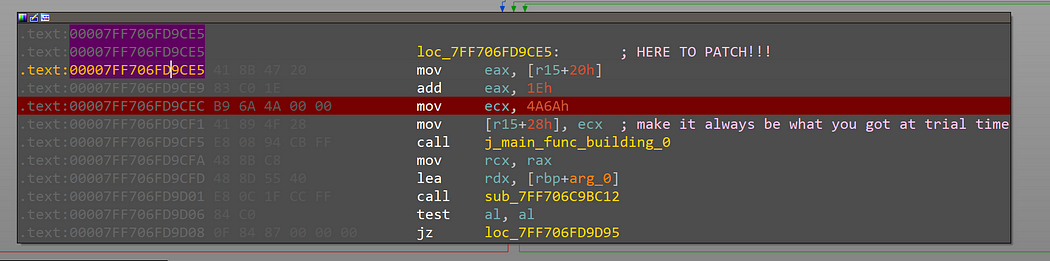 .text:00007FF706FD9CE5
.text:00007FF706FD9CE5 loc_7FF706FD9CE5: ; HERE TO PATCH!!!
.text:00007FF706FD9CE5 41 8B 47 20 mov eax, [r15+20h]
.text:00007FF706FD9CE9 83 C0 1E add eax, 1Eh
.text:00007FF706FD9CEC B9 6A 4A 00 00 mov ecx, 4A6Ah
.text:00007FF706FD9CF1 41 89 4F 28 mov [r15+28h], ecx ; make it always be what you got at trial time
.text:00007FF706FD9CF5 E8 08 94 CB FF call j_main_func_building_0
.text:00007FF706FD9CFA 48 8B C8 mov rcx, rax
.text:00007FF706FD9CFD 48 8D 55 40 lea rdx, [rbp+arg_0]
.text:00007FF706FD9D01 E8 0C 1F CC FF call sub_7FF706C9BC12
.text:00007FF706FD9D06 84 C0 test al, al
.text:00007FF706FD9D08 0F 84 87 00 00 00 jz loc_7FF706FD9D95